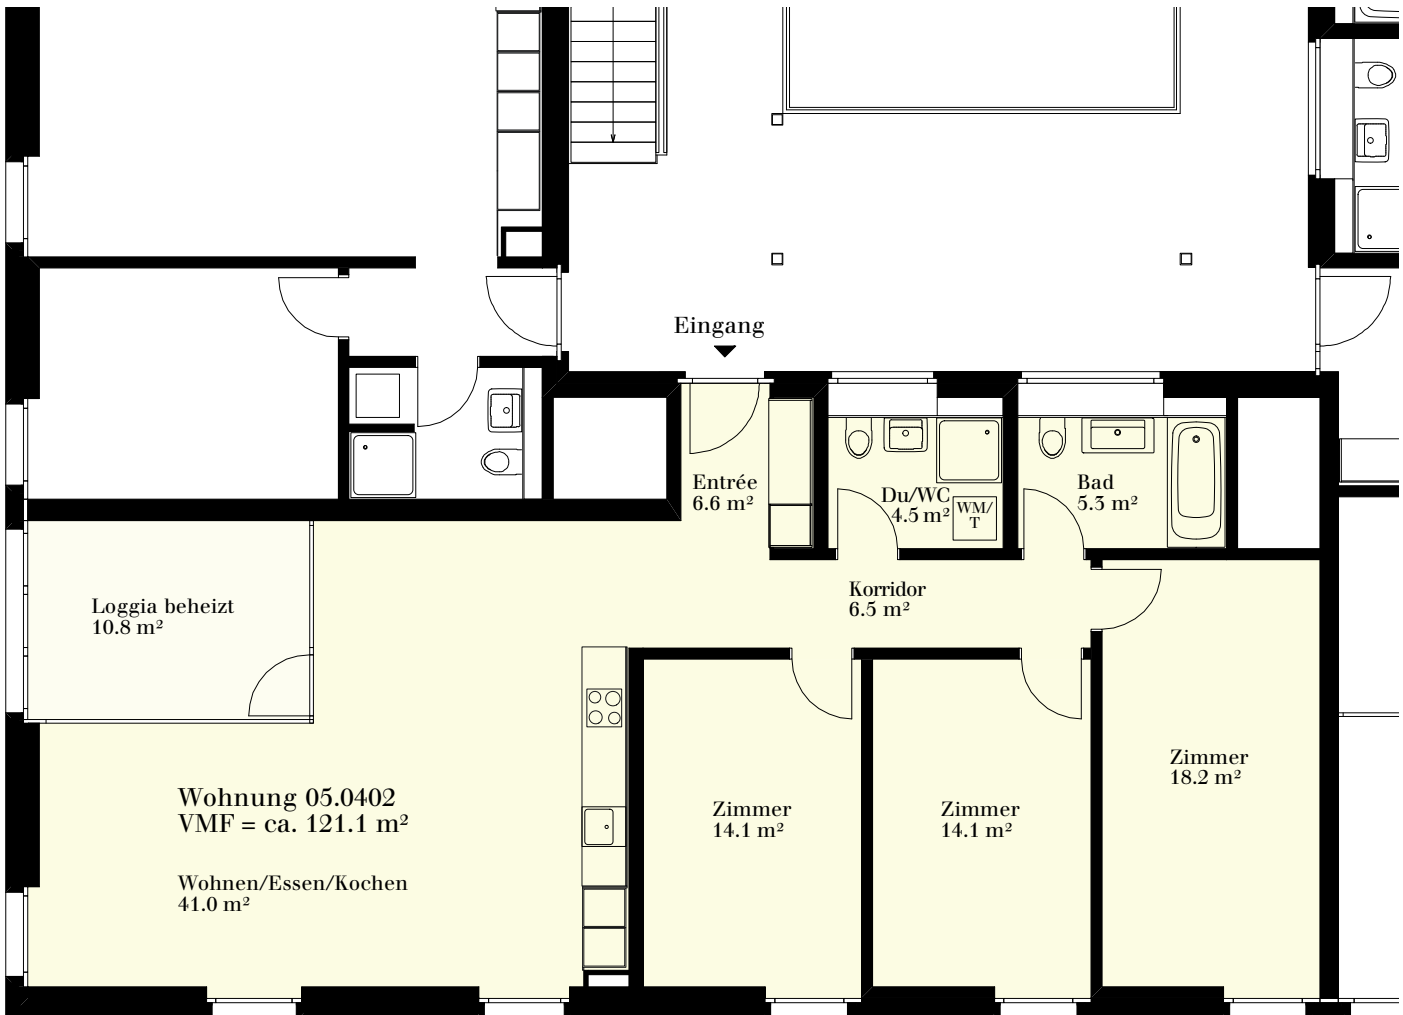 Eingang
Entrée
6.6 m²
Du/WC
4.5 m²
WM/
T
Bad
5.3 m²
Loggia beheizt
10.8 m²
Korridor
6.5 m²
Wohnung 05.0402
VMF = ca. 121.1 m²
Wohnen/Essen/Kochen
41.0 m²
Zimmer
14.1 m²
Zimmer
14.1 m²
Zimmer
18.2 m²